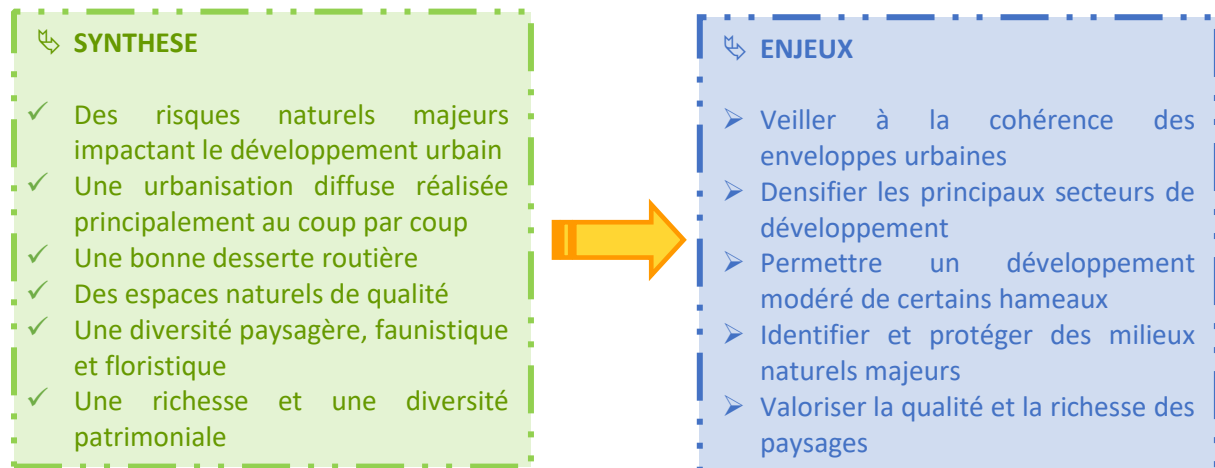 SYNTHESE
Des risques naturels majeurs
impactant le développement urbain
Une urbanisation diffuse réalisée
principalement au coup par coup
Une bonne desserte routière
Des espaces naturels de qualité
Une diversité paysagère, faunistique
et floristique
Une richesse et une diversité
patrimoniale
ENJEUX
Veiller à la cohérence des
enveloppes urbaines
Densifier les principaux secteurs de
développement
Permettre un développement
modéré de certains hameaux
Identifier et protéger des milieux
naturels majeurs
Valoriser la qualité et la richesse des
paysages